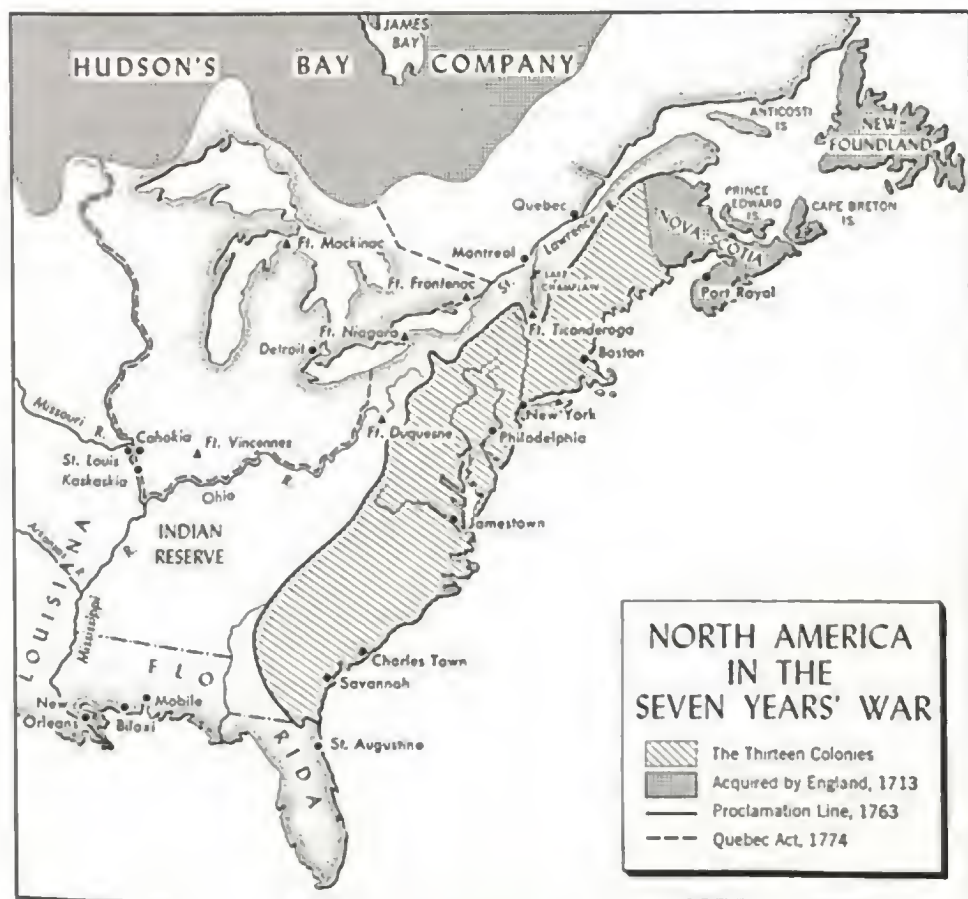 JAMES
BAY
HUDSON'S BAY COMPANY
ANTICOSTI
IS
NEW
FOUNDLAND
PRINCE
EDWARD
IS.
CAPE BRETON
IS
Quebec
St. Lawrence R.
NOVA SCOTIA
Port Royal
Montreal
LAKE
CHAMPLAIN
Ft. Mackinac
Ft. Frontenac
Ft. Niagara
Detroit
Ft. Ticonderoga
Boston
New York
Philadelphia
Ft. Duquesne
Missouri R.
Cahokia
Ft. Vincennes
St. Louis
Kaskaskia
Ohio R.
Jamestown
INDIAN
RESERVE
Arkansas R.
LOUISIANA
Mississippi R.
FLORIDA
Charles Town
Savannah
New
Orleans
Biloxi
Mobile
St. Augustine
NORTH AMERICA
IN THE
SEVEN YEARS' WAR
The Thirteen Colonies
Acquired by England, 1713
Proclamation Line, 1763
Quebec Act, 1774